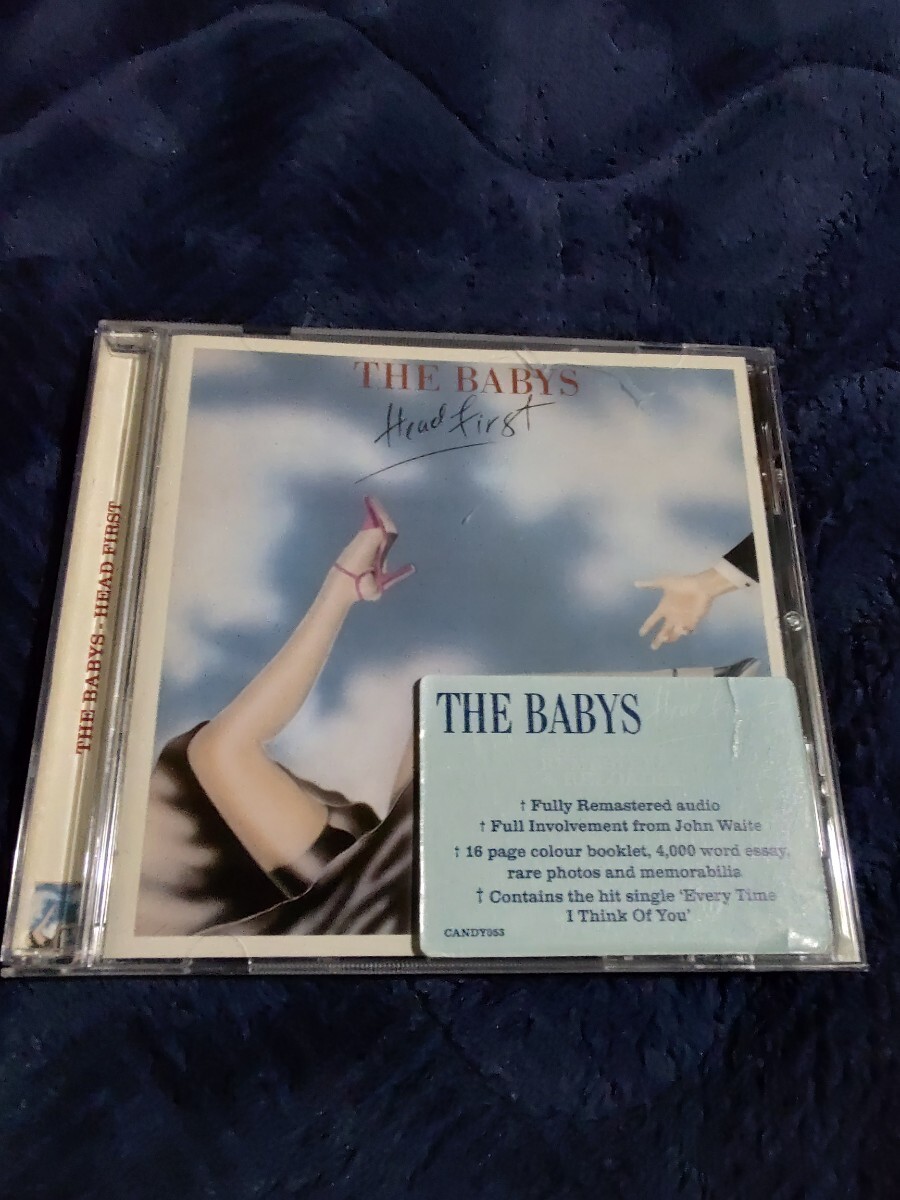 THE BABYS
Head first
THE BABYS - HEAD FIRST
THE BABYS
† Fully Remastered audio
† Full Involvement from John Waite
† 16 page colour booklet, 4,000 word essay,
rare photos and memorabilia
† Contains the hit single 'Every Time
I Think Of You'
CANDY053